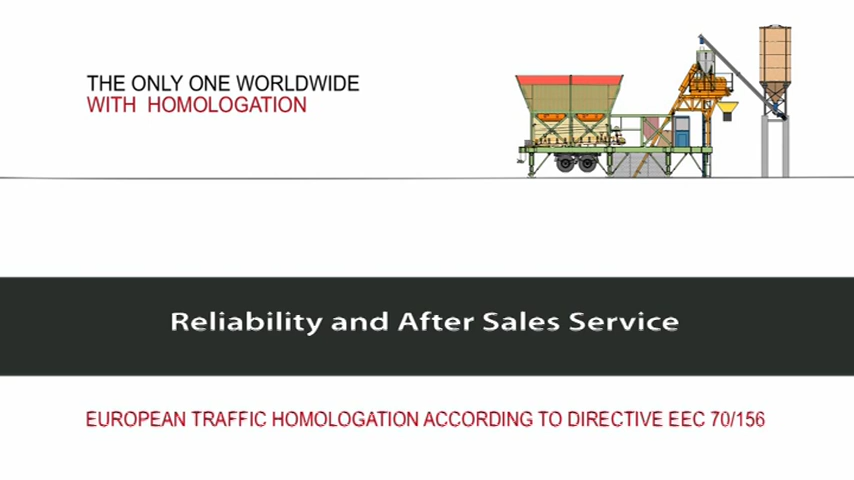 THE ONLY ONE WORLDWIDE
WITH HOMOLOGATION
Reliability and After Sales Service
EUROPEAN TRAFFIC HOMOLOGATION ACCORDING TO DIRECTIVE EEC 70/156